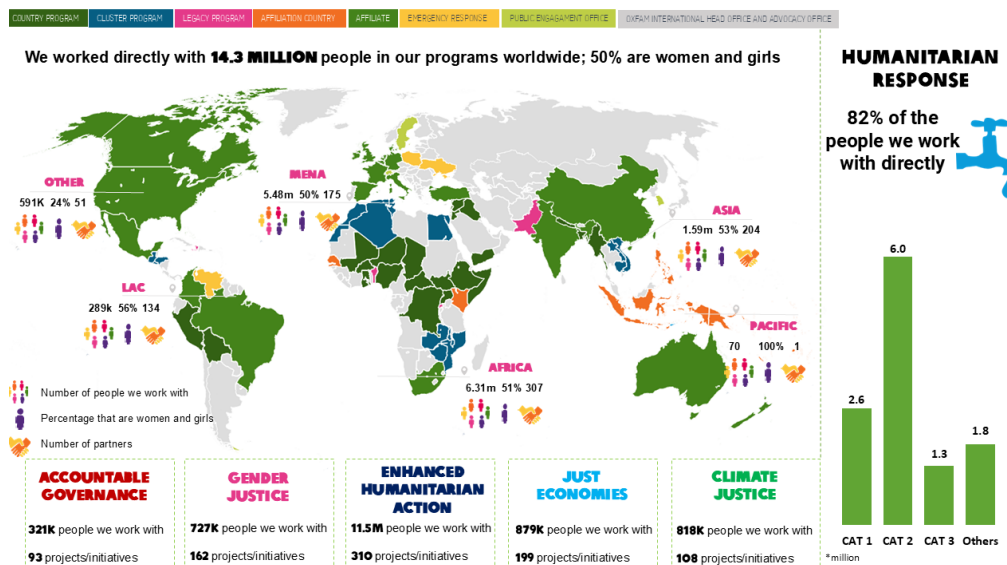 COUNTRY PROGRAM
CLUSTER PROGRAM
LEGACY PROGRAM
AFFILIATION COUNTRY
AFFILIATE
EMERGENCY RESPONSE
PUBLIC ENGAGAMENT OFFICE
OXFAM INTERNATIONAL HEAD OFFICE AND ADVOCACY OFFICE
We worked directly with 14.3 MILLION people in our programs worldwide; 50% are women and girls
OTHER
591K 24% 51
MENA
5.48m 50% 175
ASIA
1.59m 53% 204
LAC
289k 56% 134
PACIFIC
70 100% 1
AFRICA
6.31m 51% 307
Number of people we work with
Percentage that are women and girls
Number of partners
ACCOUNTABLE
GOVERNANCE
321K people we work with
93 projects/initiatives
GENDER
JUSTICE
727K people we work with
162 projects/initiatives
ENHANCED
HUMANITARIAN
ACTION
11.5M people we work with
310 projects/initiatives
JUST
ECONOMIES
879K people we work with
199 projects/initiatives
CLIMATE
JUSTICE
818K people we work with
108 projects/initiatives
HUMANITARIAN
RESPONSE
82% of the
people we work
with directly
2.6
6.0
1.3
1.8
CAT 1 CAT 2 CAT 3 Others
*million